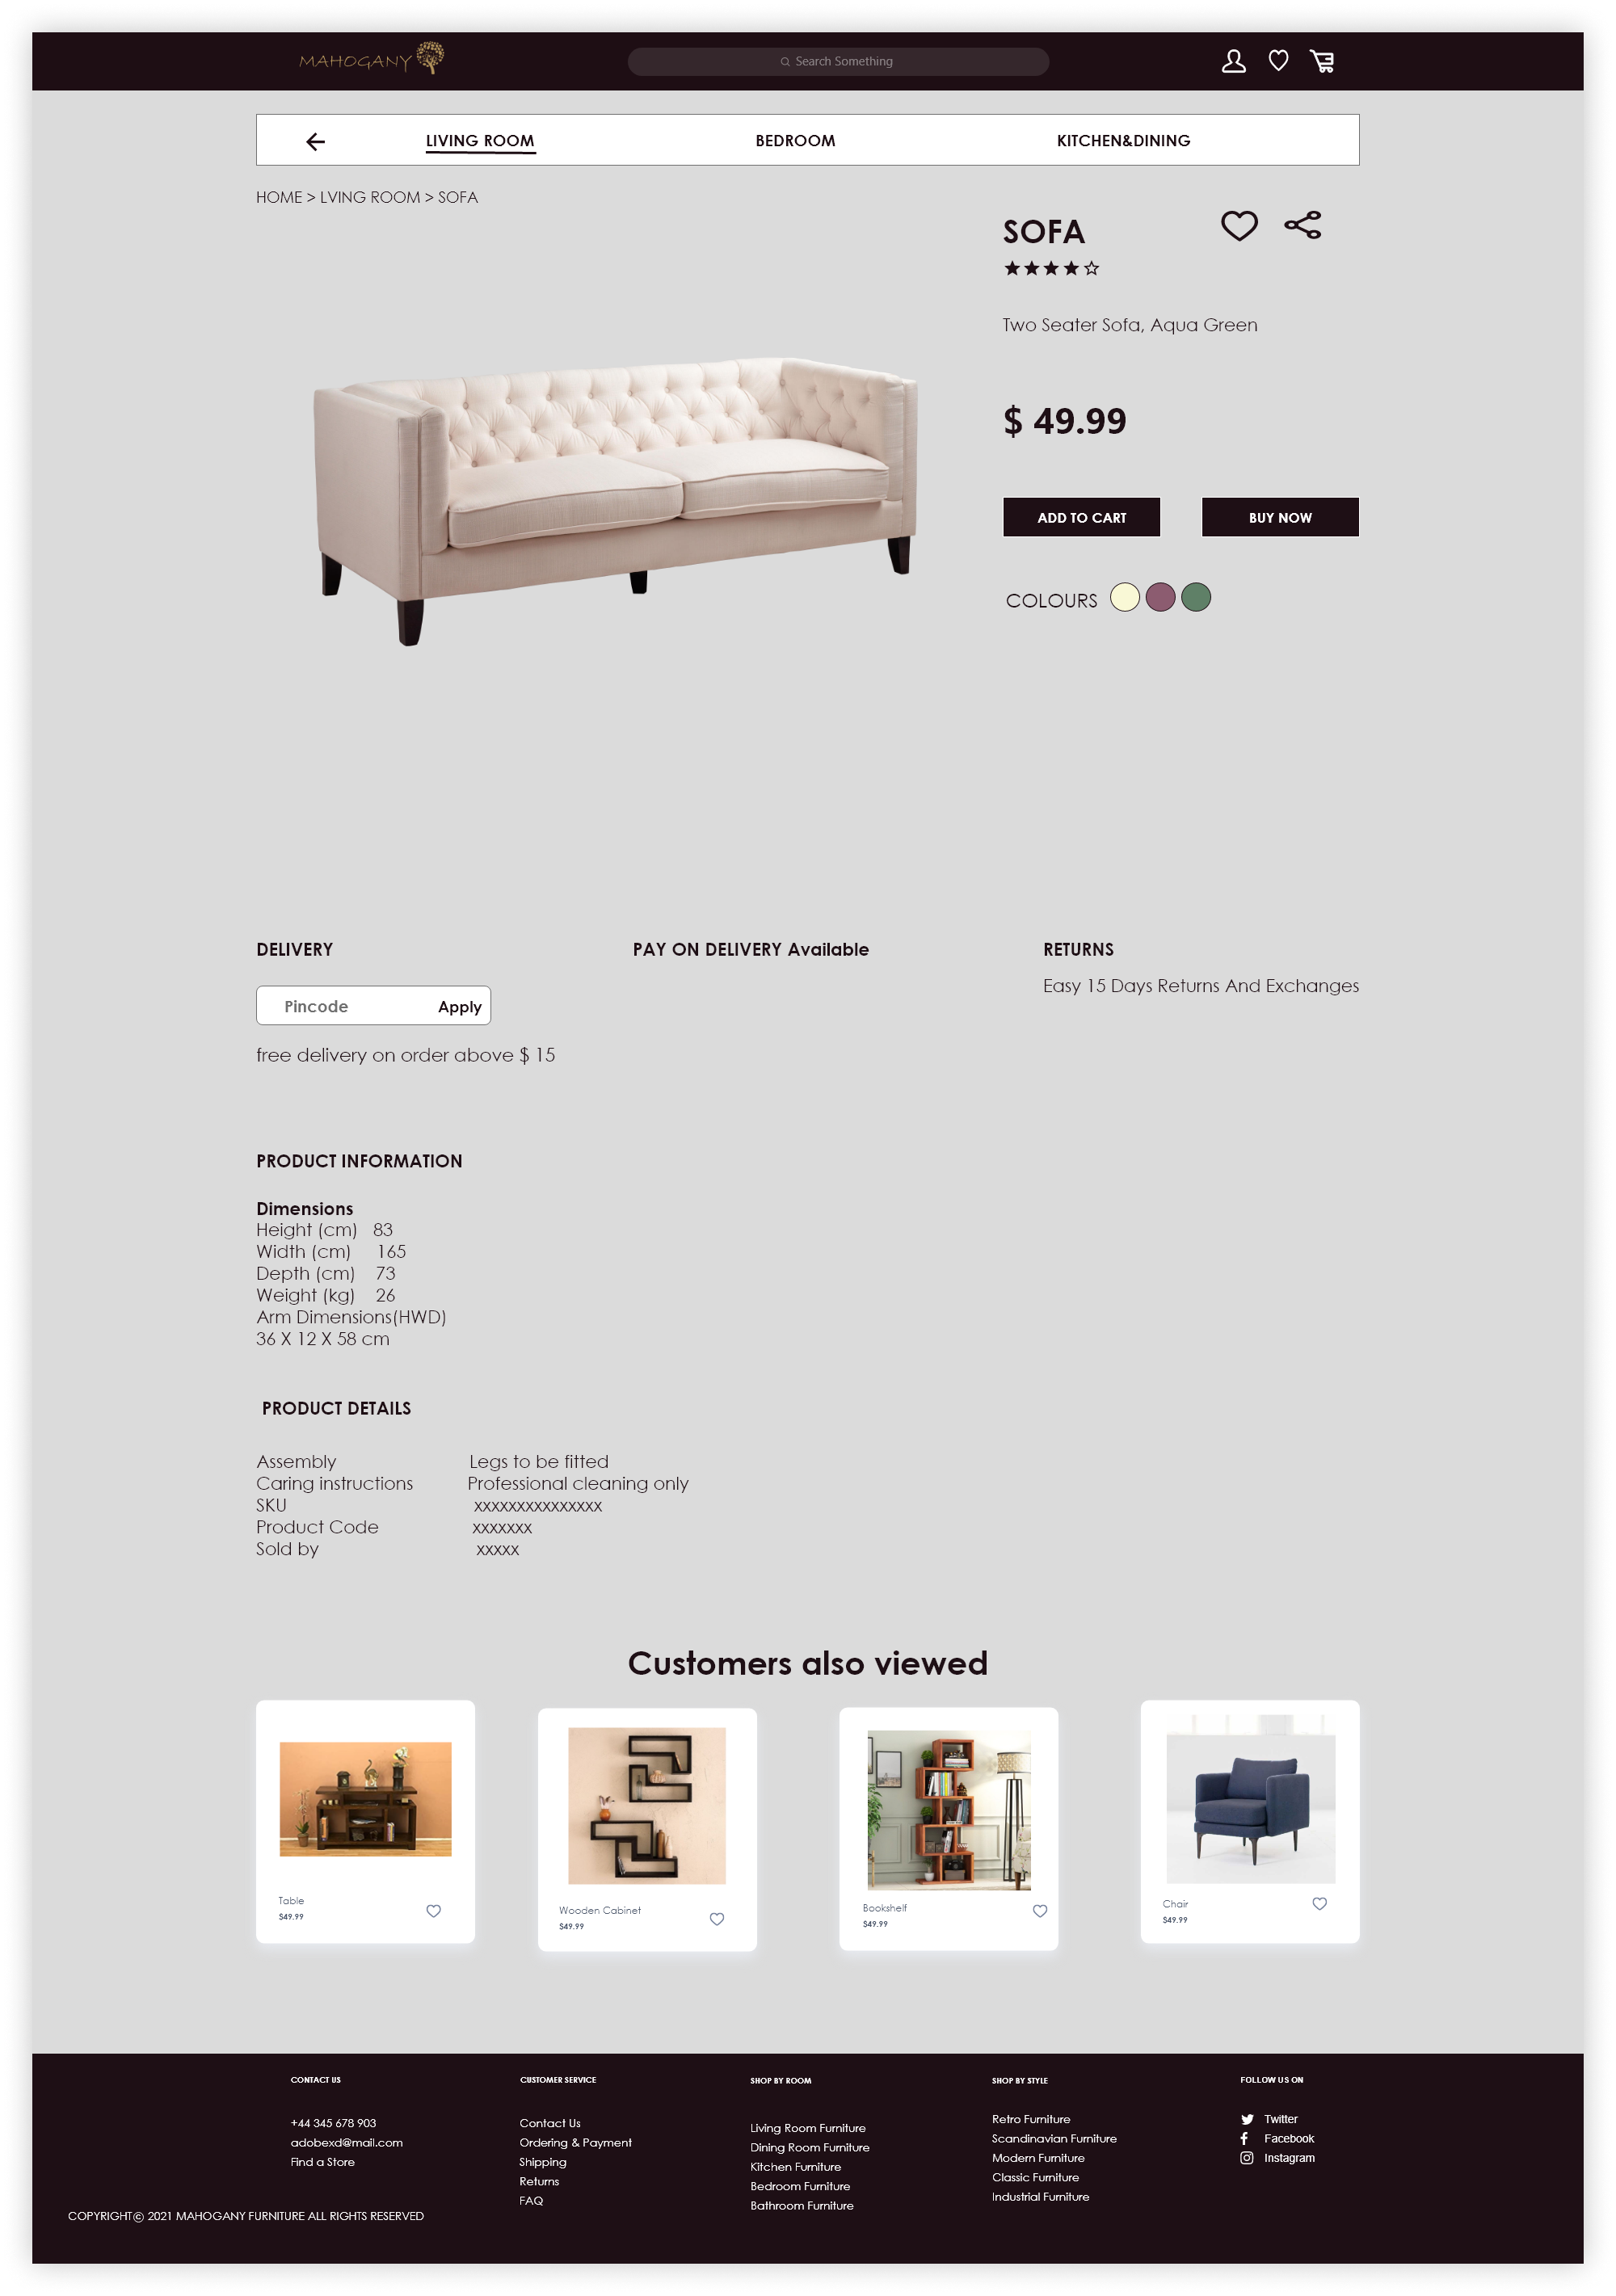 MAHOGANY
Search Something
LIVING ROOM
BEDROOM
KITCHEN&DINING
HOME > LVING ROOM > SOFA
SOFA
Two Seater Sofa, Aqua Green
$ 49.99
ADD TO CART
BUY NOW
COLOURS
DELIVERY
Pincode
Apply
free delivery on order above $ 15
PAY ON DELIVERY Available
RETURNS
Easy 15 Days Returns And Exchanges
PRODUCT INFORMATION
Dimensions
Height (cm) 83
Width (cm) 165
Depth (cm) 73
Weight (kg) 26
Arm Dimensions(HWD)
36 X 12 X 58 cm
PRODUCT DETAILS
Assembly Legs to be fitted
Caring instructions Professional cleaning only
SKU xxxxxxxxxxxxxxx
Product Code xxxxxxx
Sold by xxxxx
Customers also viewed
Table
$49.99
Wooden Cabinet
$49.99
Bookshelf
$49.99
Chair
$49.99
CONTACT US
+44 345 678 903
adobexd@mail.com
Find a Store
CUSTOMER SERVICE
Contact Us
Ordering & Payment
Shipping
Returns
FAQ
SHOP BY ROOM
Living Room Furniture
Dining Room Furniture
Kitchen Furniture
Bedroom Furniture
Bathroom Furniture
SHOP BY STYLE
Retro Furniture
Scandinavian Furniture
Modern Furniture
Classic Furniture
Industrial Furniture
FOLLOW US ON
Twitter
Facebook
Instagram
COPYRIGHT© 2021 MAHOGANY FURNITURE ALL RIGHTS RESERVED